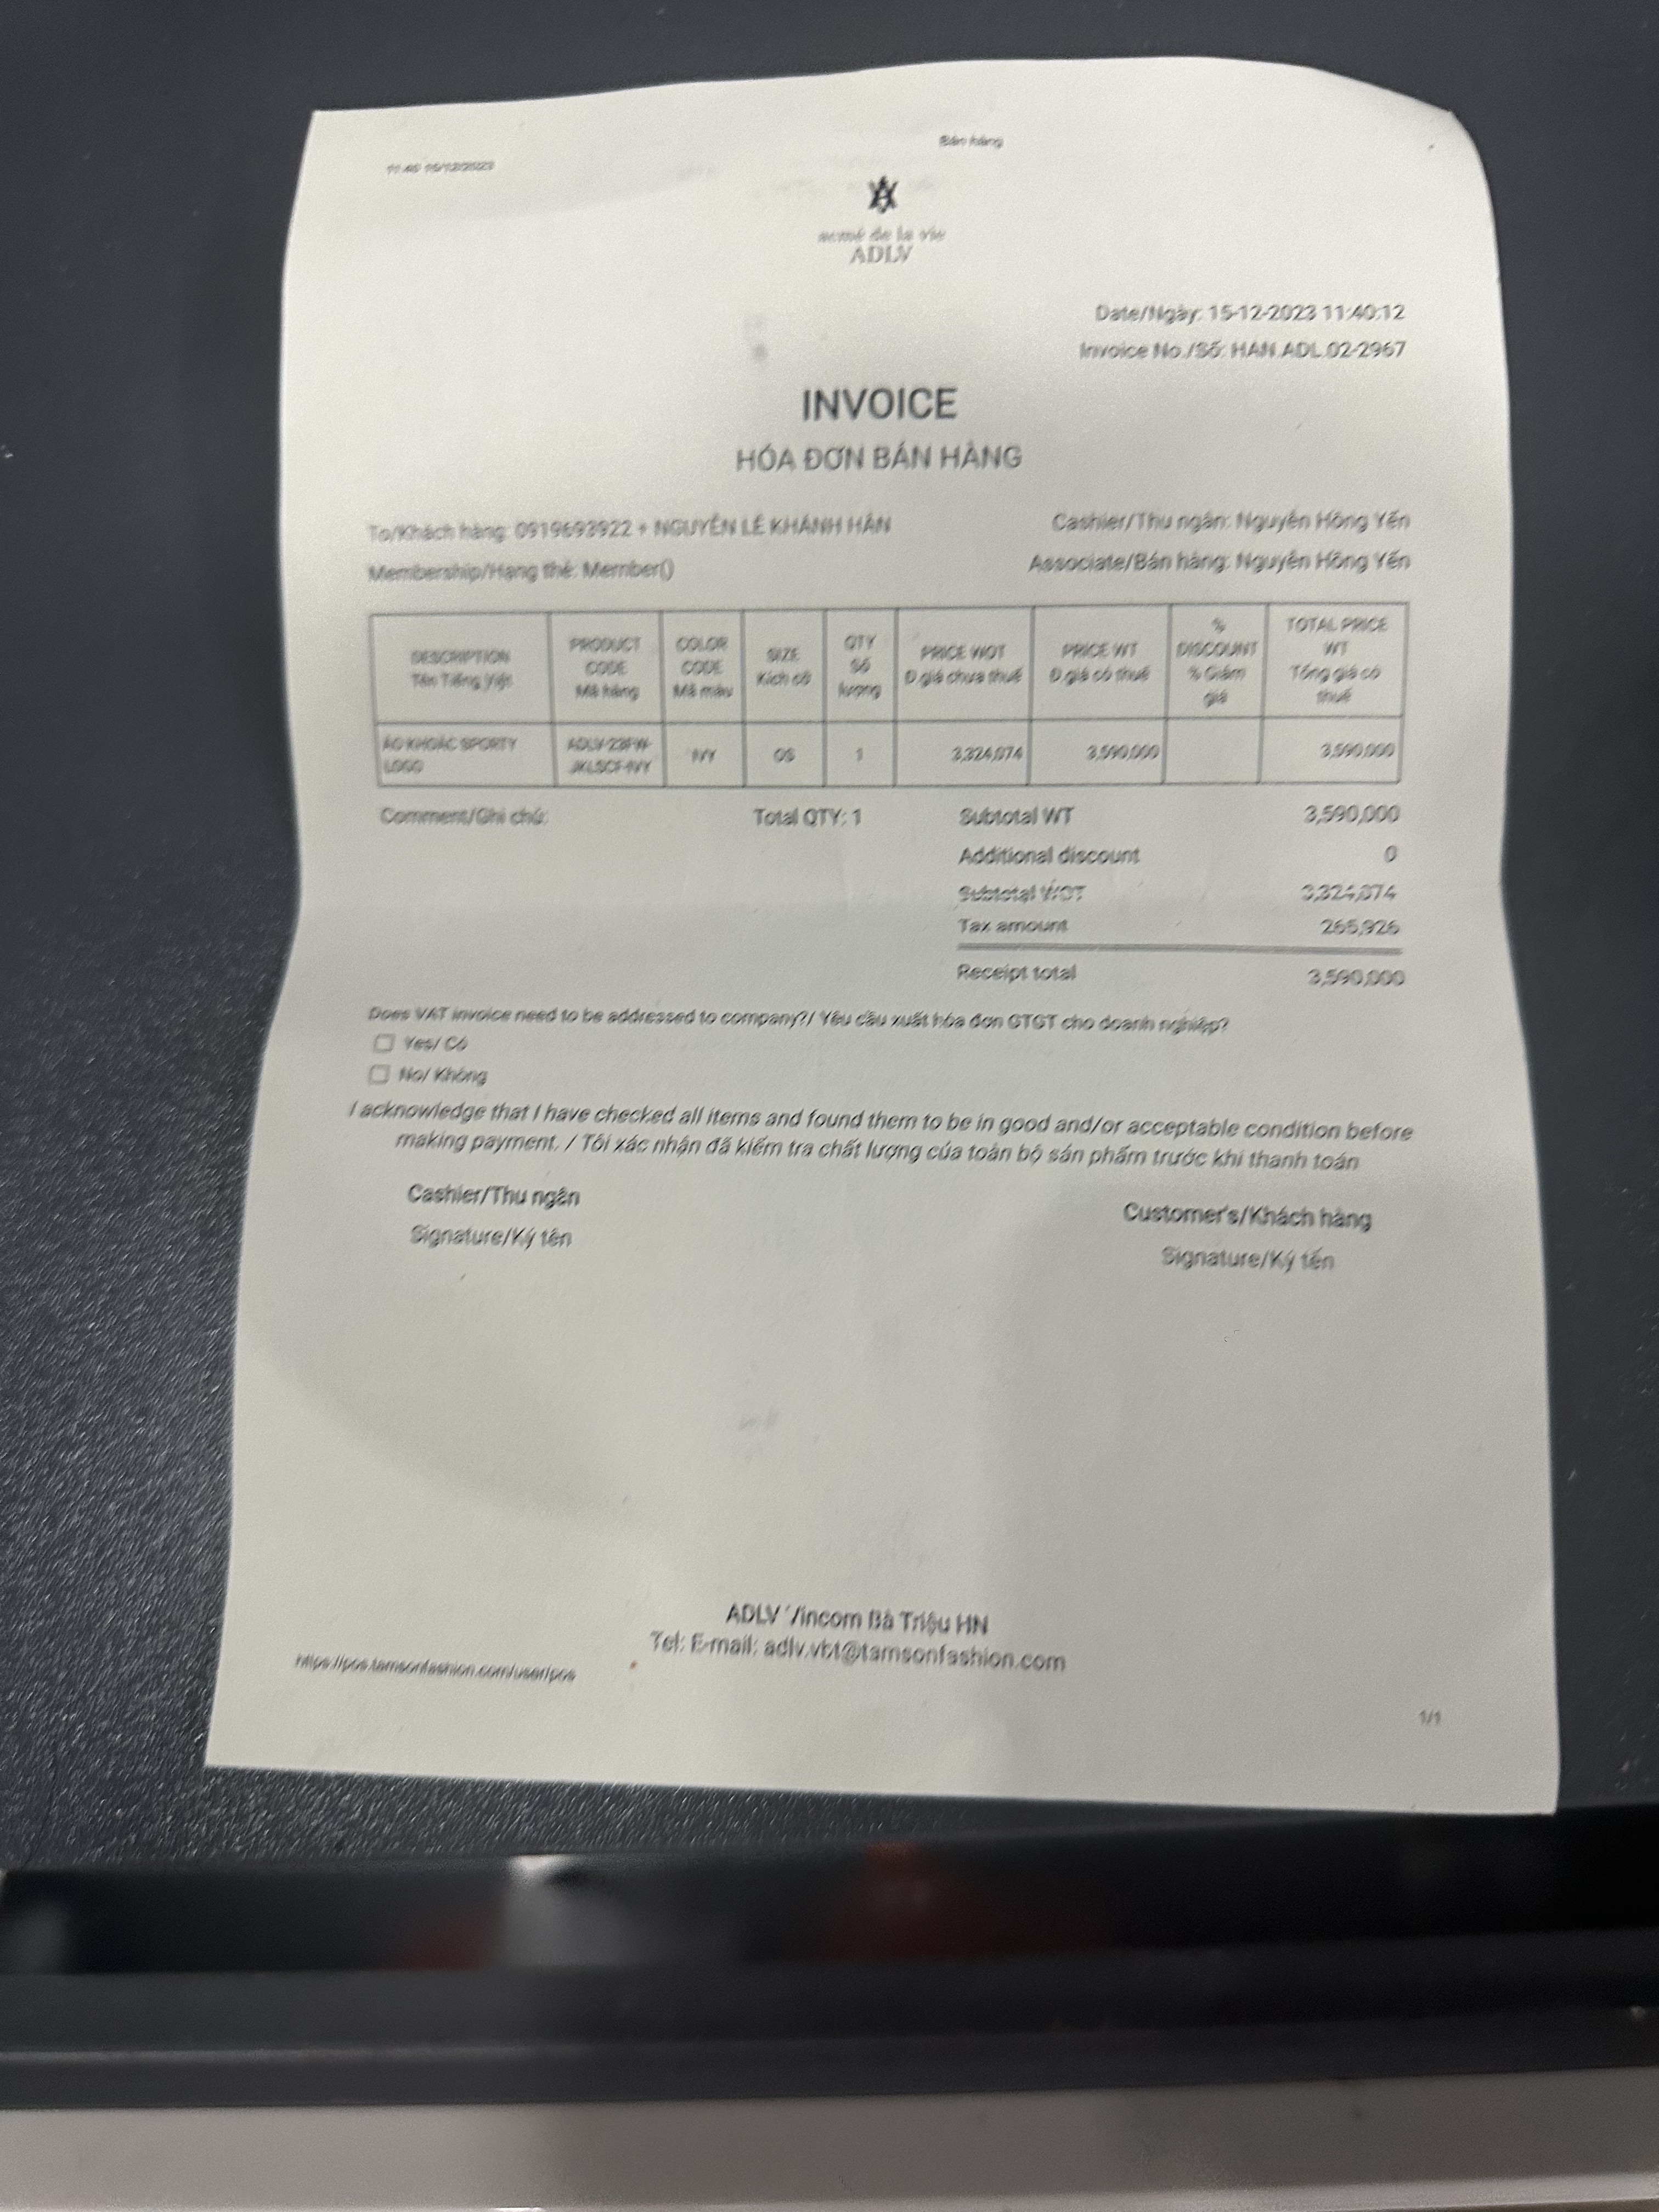 11:40 15/12/2023
Bán hàng
acmé de la vie
ADLV
Date/Ngày: 15-12-2023 11:40:12
Invoice No./Số: HAN.ADL.02-2967
INVOICE
HÓA ĐƠN BÁN HÀNG
To/Khách hàng: 0919693922 + NGUYỄN LÊ KHÁNH HÂN
Cashier/Thu ngân: Nguyễn Hồng Yến
Membership/Hạng thẻ: Member()
Associate/Bán hàng: Nguyễn Hồng Yến
DESCRIPTION
Tên Tiếng Việt
PRODUCT
CODE
Mã hàng
COLOR
CODE
Mã màu
SIZE
Kích cỡ
QTY
Số
lượng
PRICE WOT
Đ.giá chưa thuế
PRICE WT
Đ.giá có thuế
%
DISCOUNT
% Giảm
giá
TOTAL PRICE
WT
Tổng giá có
thuế
ÁO KHOÁC SPORTY
LOGO
ADLV-23FW-
JKLSCF-IVY
IVY
OS
1
3,324,074
3,590,000
3,590,000
Comment/Ghi chú:
Total QTY: 1
Subtotal WT 3,590,000
Additional discount 0
Subtotal WOT 3,324,074
Tax amount 265,926
Receipt total 3,590,000
Does VAT invoice need to be addressed to company?/ Yêu cầu xuất hóa đơn GTGT cho doanh nghiệp?
Yes/ Có
No/ Không
I acknowledge that I have checked all items and found them to be in good and/or acceptable condition before
making payment. / Tôi xác nhận đã kiểm tra chất lượng của toàn bộ sản phẩm trước khi thanh toán
Cashier/Thu ngân
Signature/Ký tên
Customer's/Khách hàng
Signature/Ký tên
ADLV Vincom Bà Triệu HN
Tel: E-mail: adlv.vbt@tamsonfashion.com
https://pos.tamsonfashion.com/user/pos
1/1